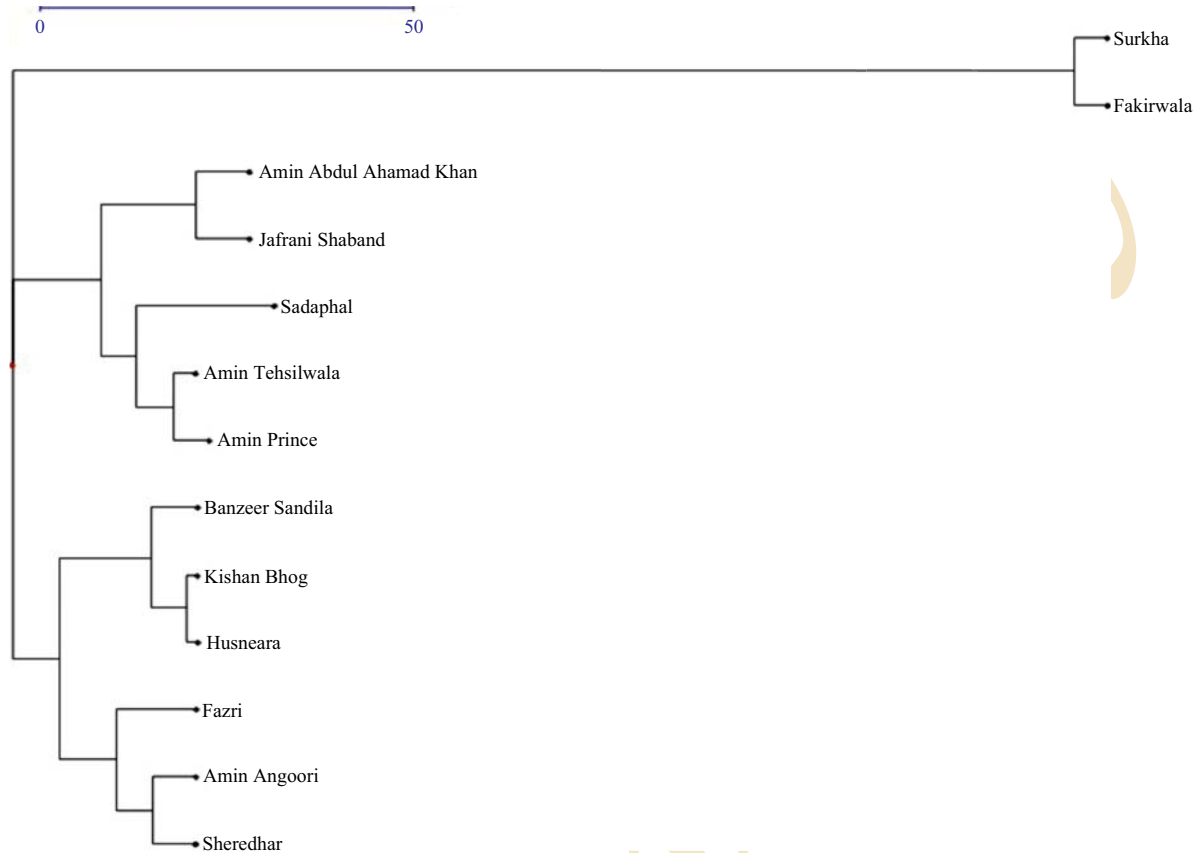 0 50
Surkha
Fakirwala
Amin Abdul Ahamad Khan
Jafrani Shaband
Sadaphal
Amin Tehsilwala
Amin Prince
Banzeer Sandila
Kishan Bhog
Husneara
Fazri
Amin Angoori
Sheredhar